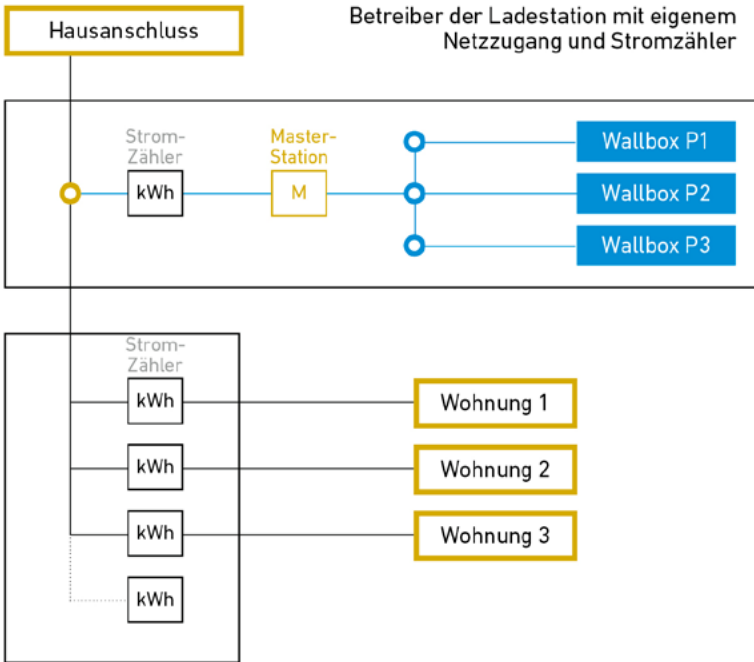 Hausanschluss
Betreiber der Ladestation mit eigenem
Netzzugang und Stromzähler
Strom-
Zähler
kWh
Master-
Station
M
Wallbox P1
Wallbox P2
Wallbox P3
Strom-
Zähler
kWh
Wohnung 1
kWh
Wohnung 2
kWh
Wohnung 3
kWh